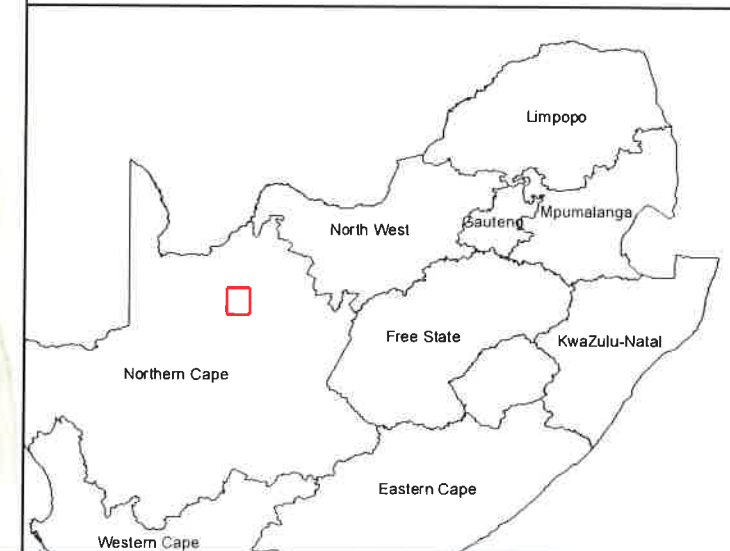 Limpopo
Mpumalanga
Gauteng
North West
Free State
KwaZulu-Natal
Northern Cape
Eastern Cape
Western Cape